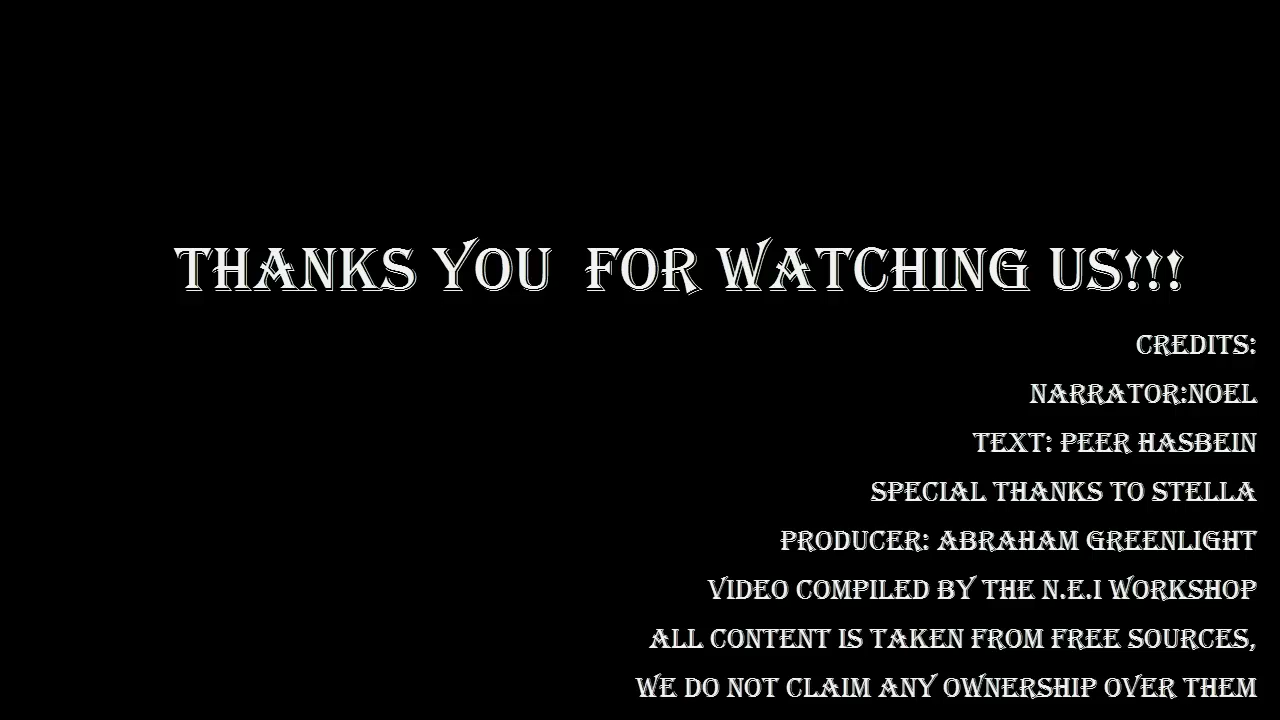 THANKS YOU FOR WATCHING US!!!
CREDITS:
NARRATOR:NOEL
TEXT: PEER HASBEIN
SPECIAL THANKS TO STELLA
PRODUCER: ABRAHAM GREENLIGHT
VIDEO COMPILED BY THE N.E.I WORKSHOP
ALL CONTENT IS TAKEN FROM FREE SOURCES,
WE DO NOT CLAIM ANY OWNERSHIP OVER THEM